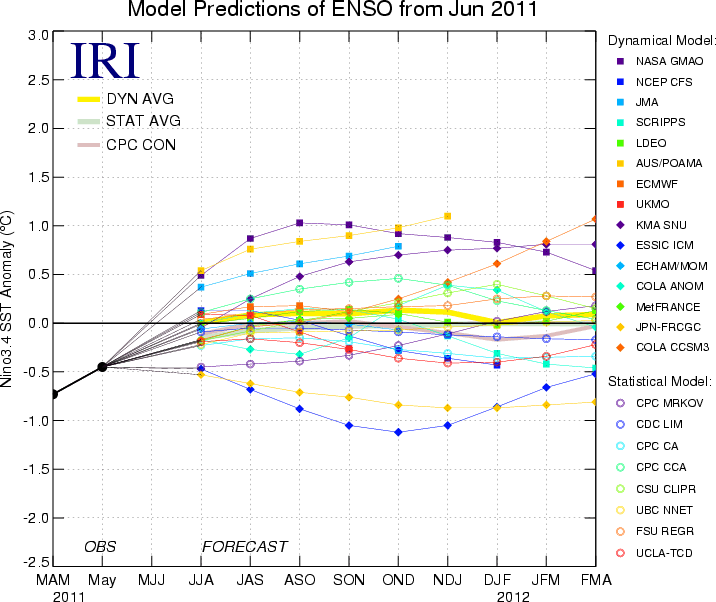 Model Predictions of ENSO from Jun 2011
IRI
DYN AVG
STAT AVG
CPC CON
Nino3.4 SST Anomaly (ºC)
3.0
2.5
2.0
1.5
1.0
0.5
0.0
-0.5
-1.0
-1.5
-2.0
-2.5
OBS
FORECAST
MAM May MJJ JJA JAS ASO SON OND NDJ DJF JFM FMA
2011 2012
Dynamical Model:
NASA GMAO
NCEP CFS
JMA
SCRIPPS
LDEO
AUS/POAMA
ECMWF
UKMO
KMA SNU
ESSIC ICM
ECHAM/MOM
COLA ANOM
MetFRANCE
JPN-FRCGC
COLA CCSM3
Statistical Model:
CPC MRKOV
CDC LIM
CPC CA
CPC CCA
CSU CLIPR
UBC NNET
FSU REGR
UCLA-TCD